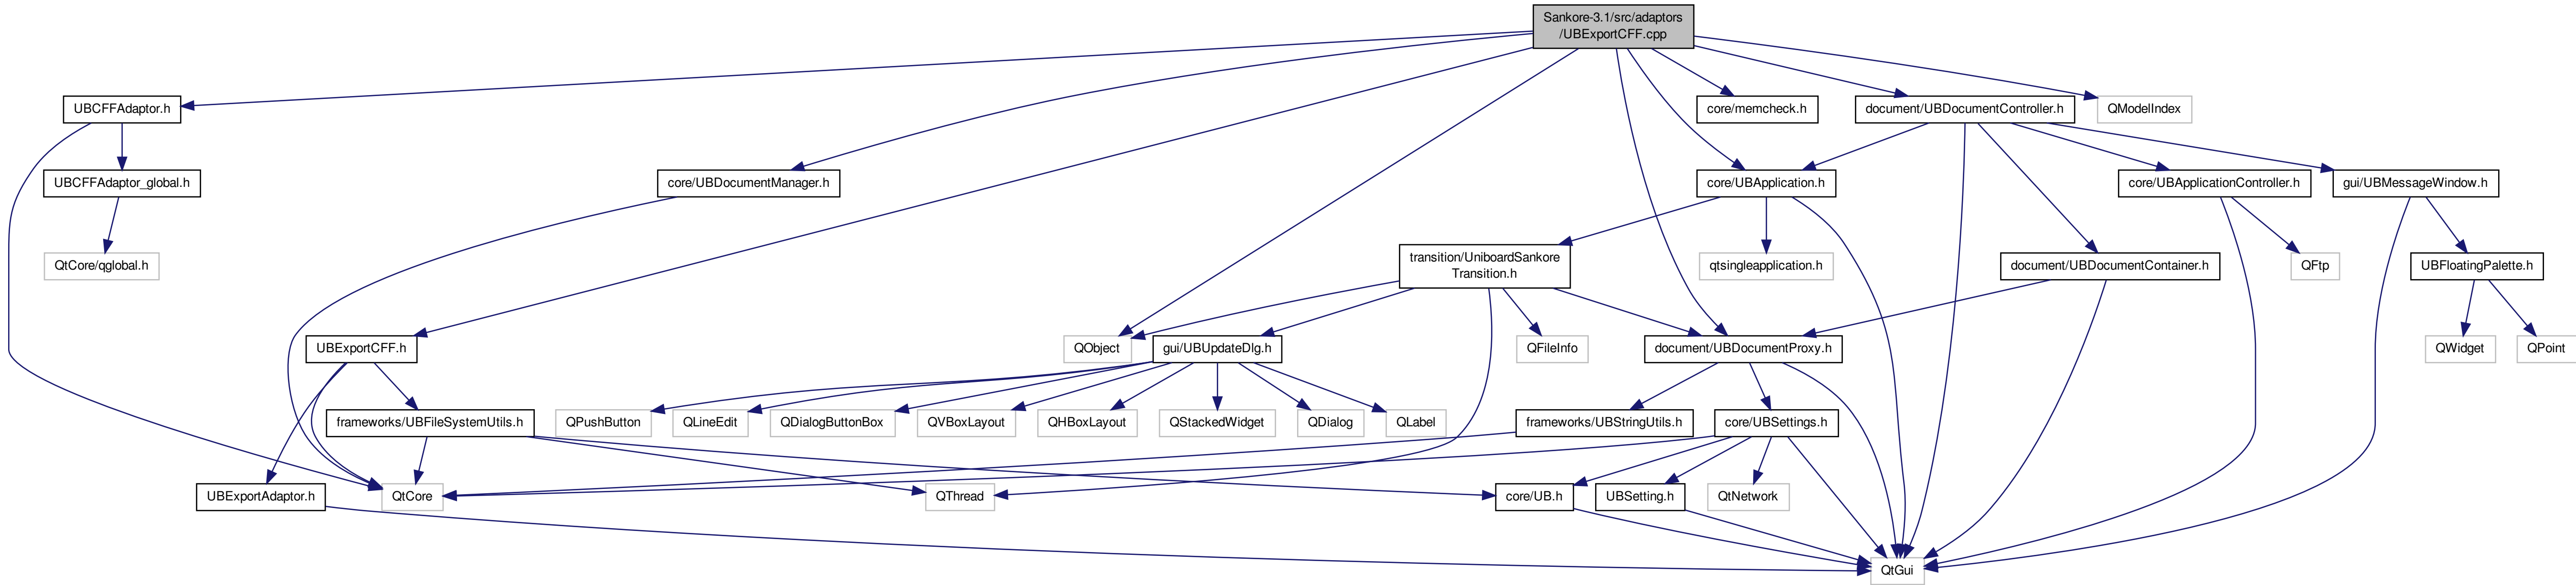 Sankore-3.1/src/adaptors
/UBExportCFF.cpp
UBCFFAdaptor.h
core/memcheck.h
document/UBDocumentController.h
QModelIndex
UBCFFAdaptor_global.h
core/UBDocumentManager.h
core/UBApplication.h
core/UBApplicationController.h
gui/UBMessageWindow.h
QtCore/qglobal.h
transition/UniboardSankore
Transition.h
qtsingleapplication.h
document/UBDocumentContainer.h
QFtp
UBFloatingPalette.h
UBExportCFF.h
QObject
gui/UBUpdateDlg.h
QFileInfo
document/UBDocumentProxy.h
QWidget
QPoint
frameworks/UBFileSystemUtils.h
QPushButton
QLineEdit
QDialogButtonBox
QVBoxLayout
QHBoxLayout
QStackedWidget
QDialog
QLabel
frameworks/UBStringUtils.h
core/UBSettings.h
UBExportAdaptor.h
QtCore
QThread
core/UB.h
UBSetting.h
QtNetwork
QtGui